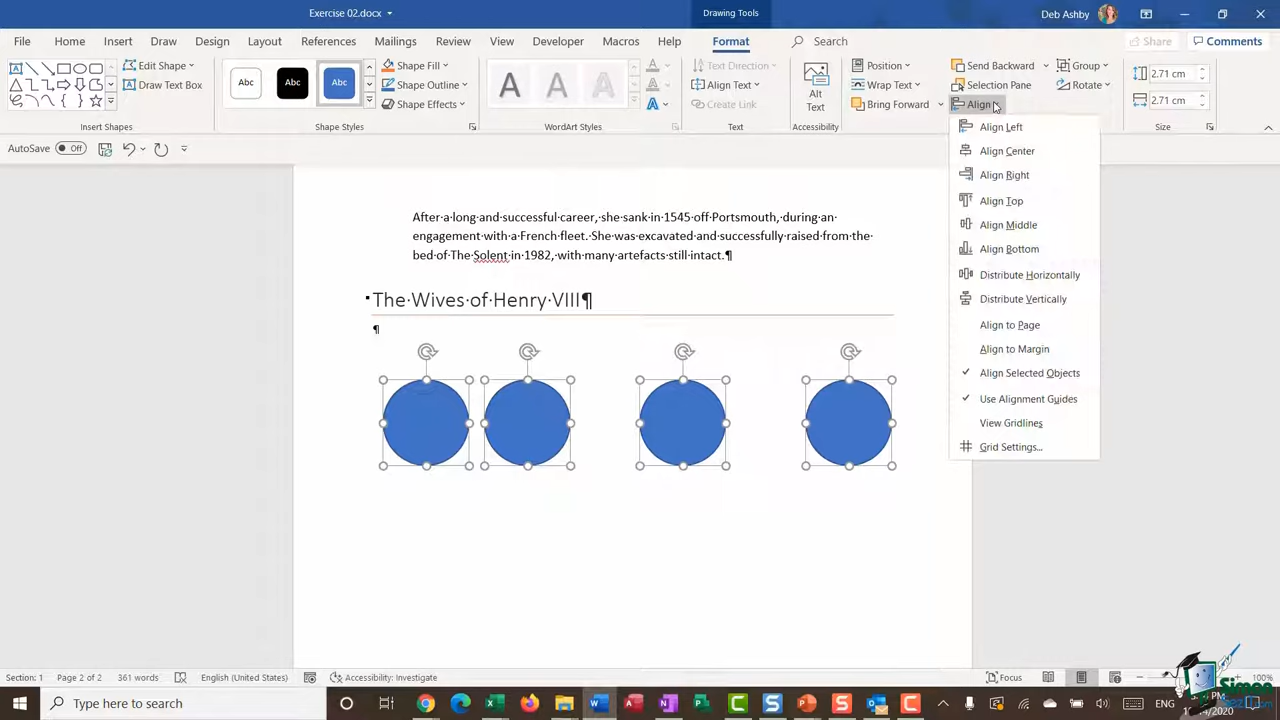 Exercise 02.docx
Drawing Tools
Deb Ashby
File Home Insert Draw Design Layout References Mailings Review View Developer Macros Help Format Search Share Comments
Edit Shape
Draw Text Box
Insert Shapes
Abc Abc Abc
Shape Fill
Shape Outline
Shape Effects
Shape Styles
A A A
WordArt Styles
A
A
A
Text Direction
Align Text
Create Link
Text
Alt
Text
Accessibility
Position
Wrap Text
Bring Forward
Send Backward
Selection Pane
Align
Group
Rotate
2.71 cm
2.71 cm
Size
AutoSave Off
Align Left
Align Center
Align Right
Align Top
Align Middle
Align Bottom
Distribute Horizontally
Distribute Vertically
Align to Page
Align to Margin
Align Selected Objects
Use Alignment Guides
View Gridlines
Grid Settings...
After·a·long·and·successful·career,·she·sank·in·1545·off·Portsmouth,·during·an·
engagement·with·a·French·fleet.·She·was·excavated·and·successfully·raised·from·the·
bed·of·The·Solent·in·1982,·with·many·artefacts·still·intact.¶
The·Wives·of·Henry·VIII¶
¶
Section: 1 Page 2 of 2 361 words English (United States) Accessibility: Investigate Focus 100%
Type here to search
ENG
Simon